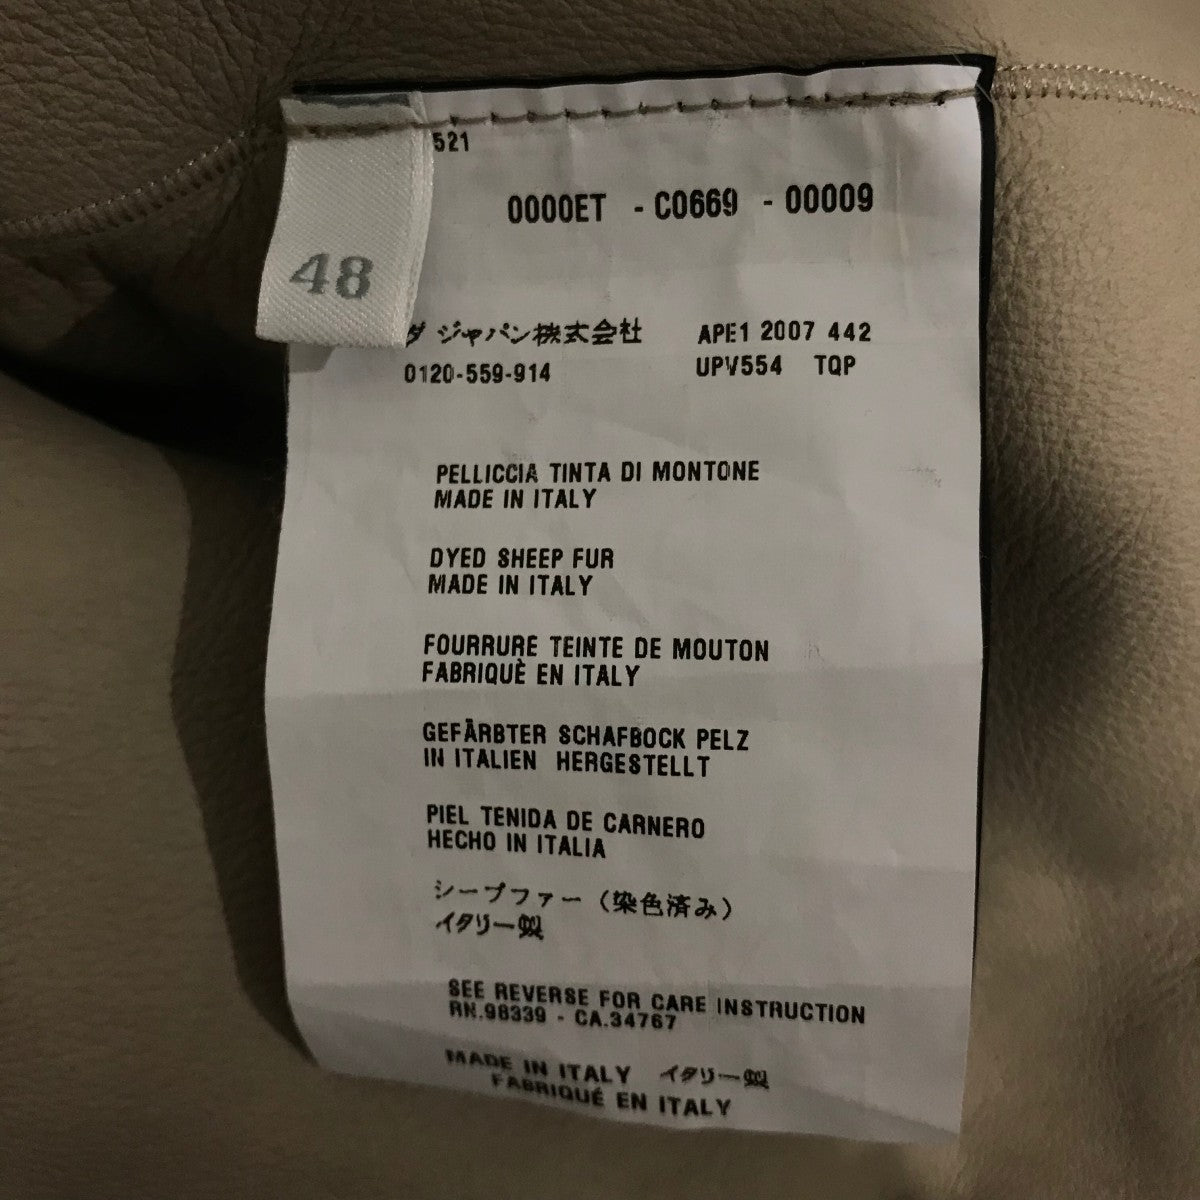 521
0000ET - C0669 - 00009
48
ダ ジャパン株式会社 APE1 2007 442
0120-559-914 UPV554 TQP
PELLICCIA TINTA DI MONTONE
MADE IN ITALY
DYED SHEEP FUR
MADE IN ITALY
FOURRURE TEINTE DE MOUTON
FABRIQUÈ EN ITALY
GEFÄRBTER SCHAFBOCK PELZ
IN ITALIEN HERGESTELLT
PIEL TENIDA DE CARNERO
HECHO IN ITALIA
シープファー（染色済み）
イタリー製
SEE REVERSE FOR CARE INSTRUCTION
RN.98339 - CA.34767
MADE IN ITALY イタリー製
FABRIQUÉ EN ITALY